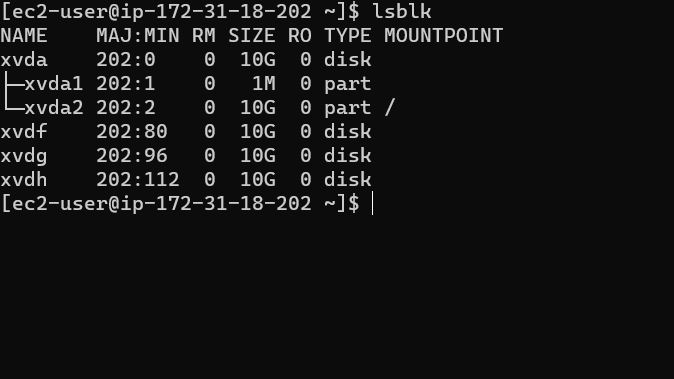 [ec2-user@ip-172-31-18-202 ~]$ lsblk
NAME    MAJ:MIN RM SIZE RO TYPE MOUNTPOINT
xvda    202:0    0  10G  0 disk
├─xvda1 202:1    0   1M  0 part
└─xvda2 202:2    0  10G  0 part /
xvdf    202:80   0  10G  0 disk
xvdg    202:96   0  10G  0 disk
xvdh    202:112  0  10G  0 disk
[ec2-user@ip-172-31-18-202 ~]$